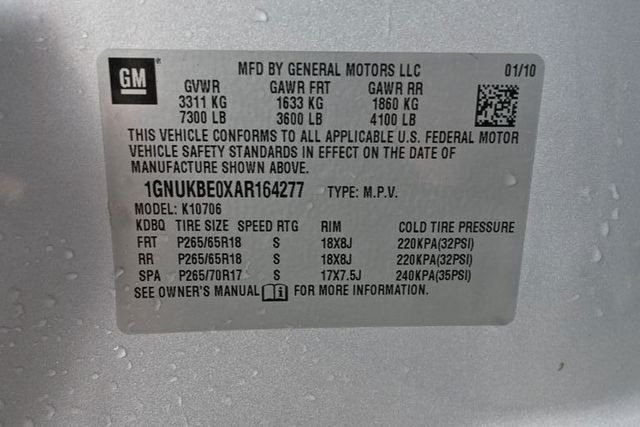 GM
MFD BY GENERAL MOTORS LLC 01/10
GVWR GAWR FRT GAWR RR
3311 KG 1633 KG 1860 KG
7300 LB 3600 LB 4100 LB
THIS VEHICLE CONFORMS TO ALL APPLICABLE U.S. FEDERAL MOTOR
VEHICLE SAFETY STANDARDS IN EFFECT ON THE DATE OF
MANUFACTURE SHOWN ABOVE.
1GNUKBE0XAR164277 TYPE: M.P.V.
MODEL: K10706
KDBQ TIRE SIZE SPEED RTG RIM COLD TIRE PRESSURE
FRT P265/65R18 S 18X8J 220KPA(32PSI)
RR P265/65R18 S 18X8J 220KPA(32PSI)
SPA P265/70R17 S 17X7.5J 240KPA(35PSI)
SEE OWNER'S MANUAL FOR MORE INFORMATION.